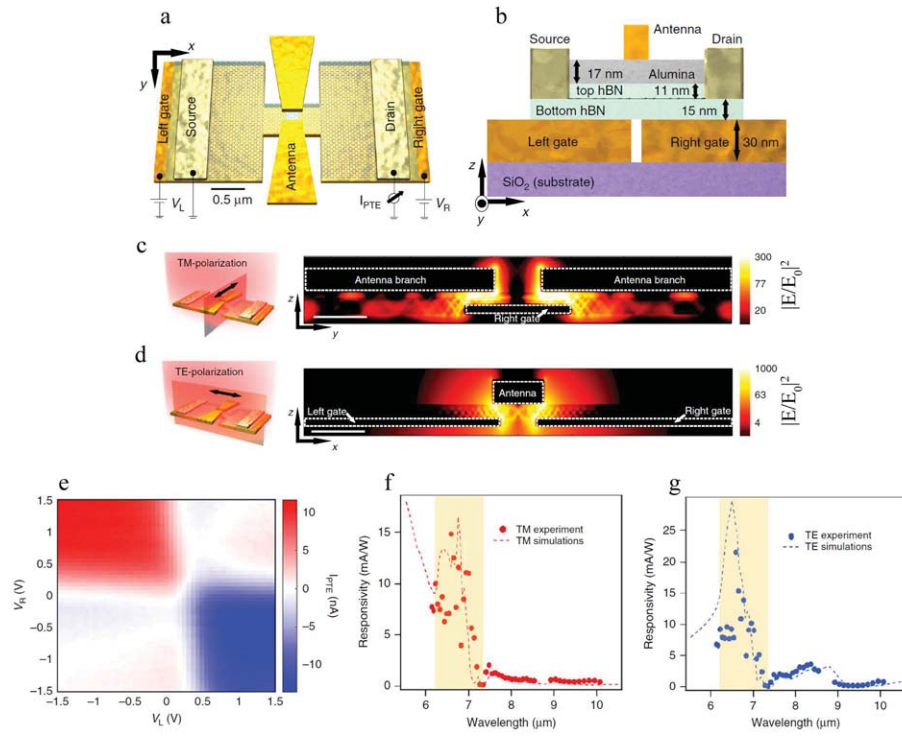 a
x
y
Left gate
Source
Antenna
Drain
Riight gate
0.5 μm
V_L
I_PTE
V_R
b
Antenna
Source
Drain
17 nm
Alumina
top hBN
11 nm
Bottom hBN
15 nm
Left gate
Right gate
30 nm
SiO₂ (substrate)
z
y
x
c
TM-polarization
Antenna branch
Antenna branch
Right gate
z
y
300
77
20
|E/E₀|²
d
TE-polarization
Antenna
Left gate
Right gate
z
x
1000
63
4
|E/E₀|²
e
1.5
1
0.5
0
−0.5
−1
−1.5
V_R (V)
−1.5
−1
−0.5
0
0.5
1
1.5
V_L (V)
10
5
0
−5
−10
I_PTE (nA)
f
TM experiment
TM simulations
15
10
5
0
Responsivity (mA/W)
6 7 8 9 10
Wavelength (μm)
g
TE experiment
TE simulations
30
25
20
15
10
5
0
Responsivity (mA/W)
6 7 8 9 10
Wavelength (μm)